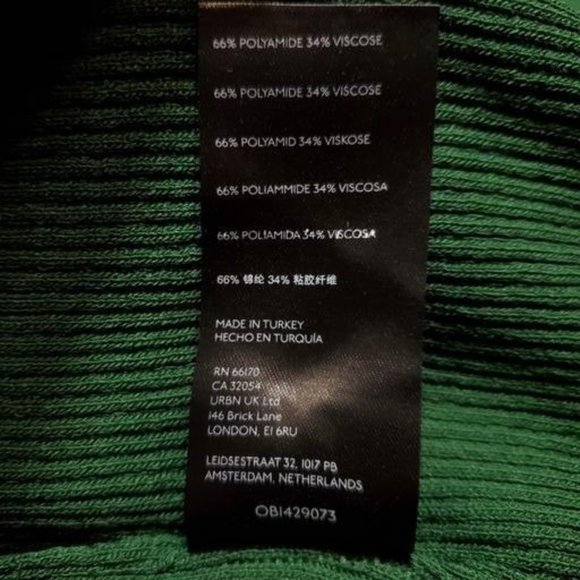 66% POLYAMIDE 34% VISCOSE
66% POLYAMIDE 34% VISCOSE
66% POLYAMID 34% VISKOSE
66% POLIAMMIDE 34% VISCOSA
66% POLIAMIDA 34% VISCOSA
66% 锦纶 34% 粘胶纤维
MADE IN TURKEY
HECHO EN TURQUÍA
RN 66170
CA 32054
URBN UK Ltd
146 Brick Lane
LONDON, E1 6RU
LEIDSESTRAAT 32, 1017 PB
AMSTERDAM, NETHERLANDS
OB1429073